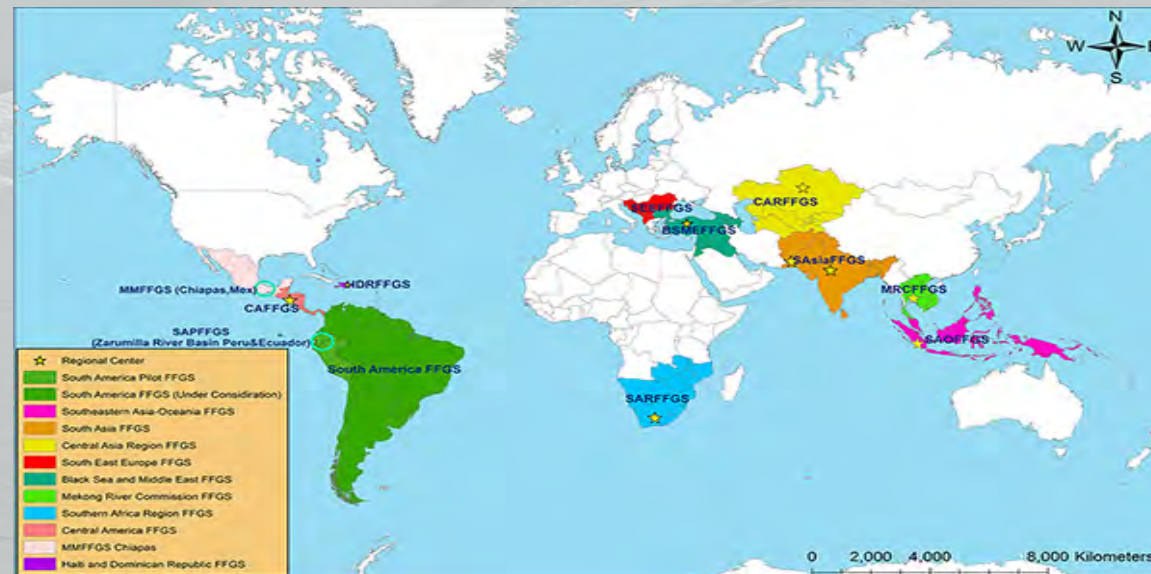 N
W E
S
CARFFGS
SEEFFGS
BSMEFFGS
SAsiaFFGS
MMFFGS (Chiapas,Mex)
HDRFFGS
CAFFGS
MRCFFGS
SAPFFGS
(Zarumilla River Basin Peru&Ecuador)
SAOFFGS
South America FFGS
SARFFGS
Regional Center
South America Pilot FFGS
South America FFGS (Under Considiration)
Southeastern Asia-Oceania FFGS
South Asia FFGS
Central Asia Region FFGS
South East Europe FFGS
Black Sea and Middle East FFGS
Mekong River Commission FFGS
Southern Africa Region FFGS
Central America FFGS
MMFFGS Chiapas
Haiti and Dominican Republic FFGS
0 2,000 4,000 8,000 Kilometers